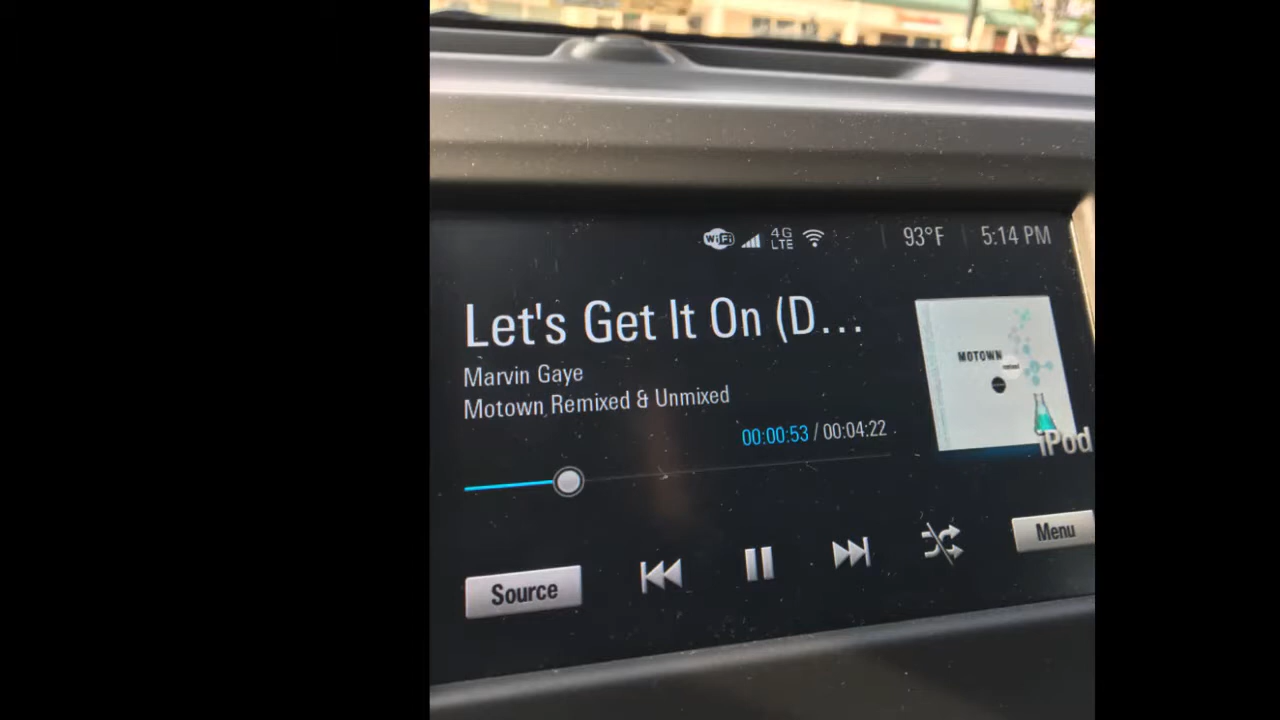 WiFi 4G LTE 93°F 5:14 PM
Let's Get It On (D...
Marvin Gaye
Motown Remixed & Unmixed
00:00:53 / 00:04:22
MOTOWN
iPod
Source
Menu